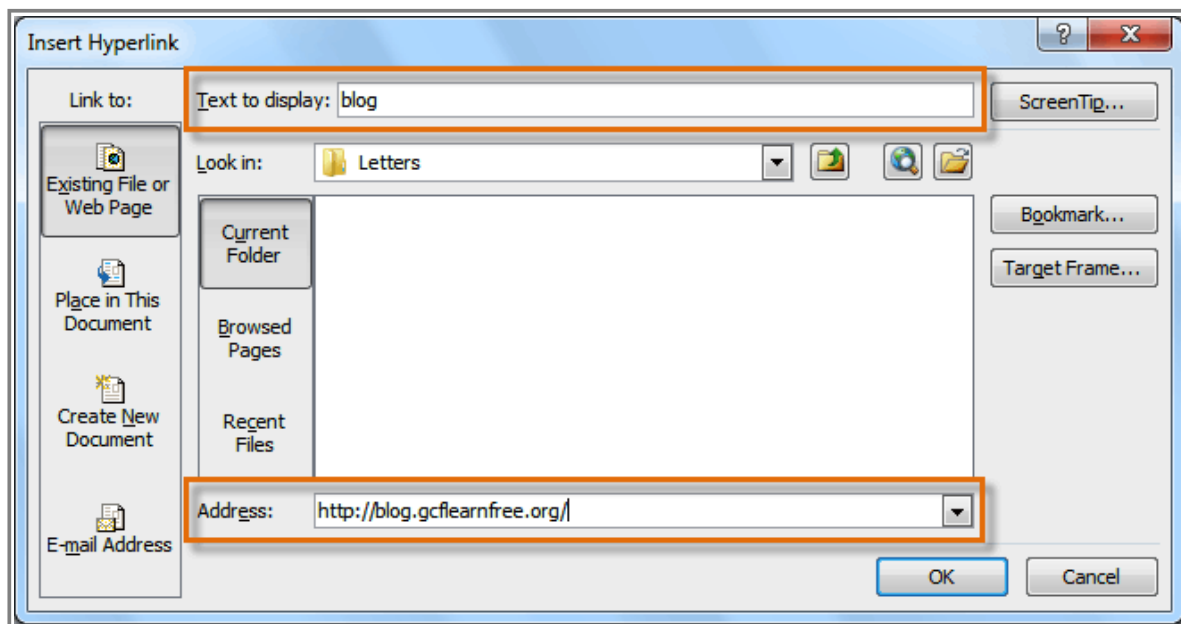 Insert Hyperlink
Link to:
Text to display: blog
ScreenTip...
Existing File or
Web Page
Look in: Letters
Current
Folder
Bookmark...
Target Frame...
Place in This
Document
Browsed
Pages
Create New
Document
Recent
Files
Address: http://blog.gcflearnfree.org/
E-mail Address
OK
Cancel